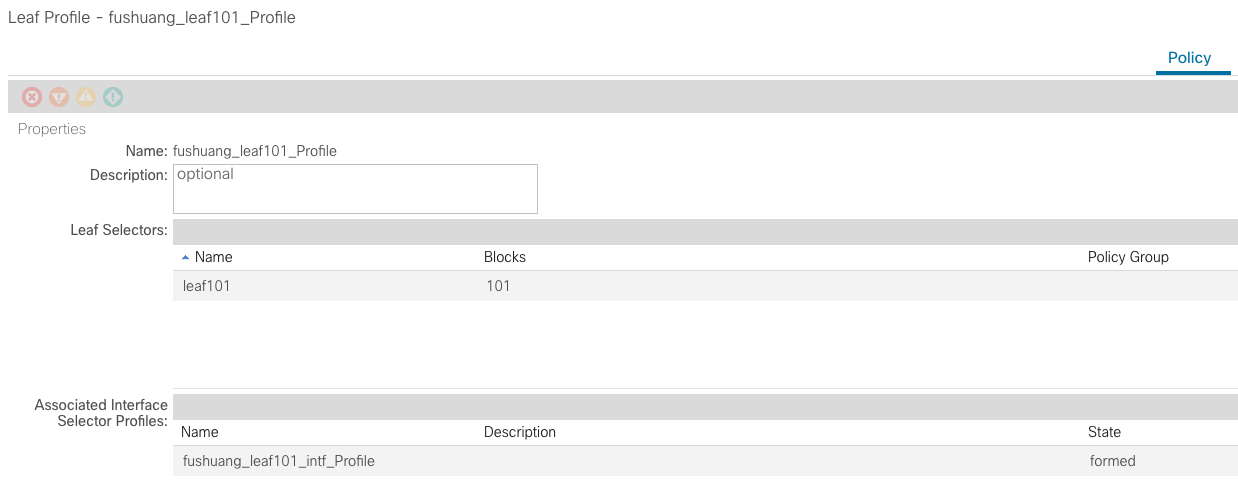 Leaf Profile - fushuang_leaf101_Profile
Policy
Properties
Name: fushuang_leaf101_Profile
Description: optional
Leaf Selectors:
Name Blocks Policy Group
leaf101 101
Associated Interface
Selector Profiles:
Name Description State
fushuang_leaf101_intf_Profile formed